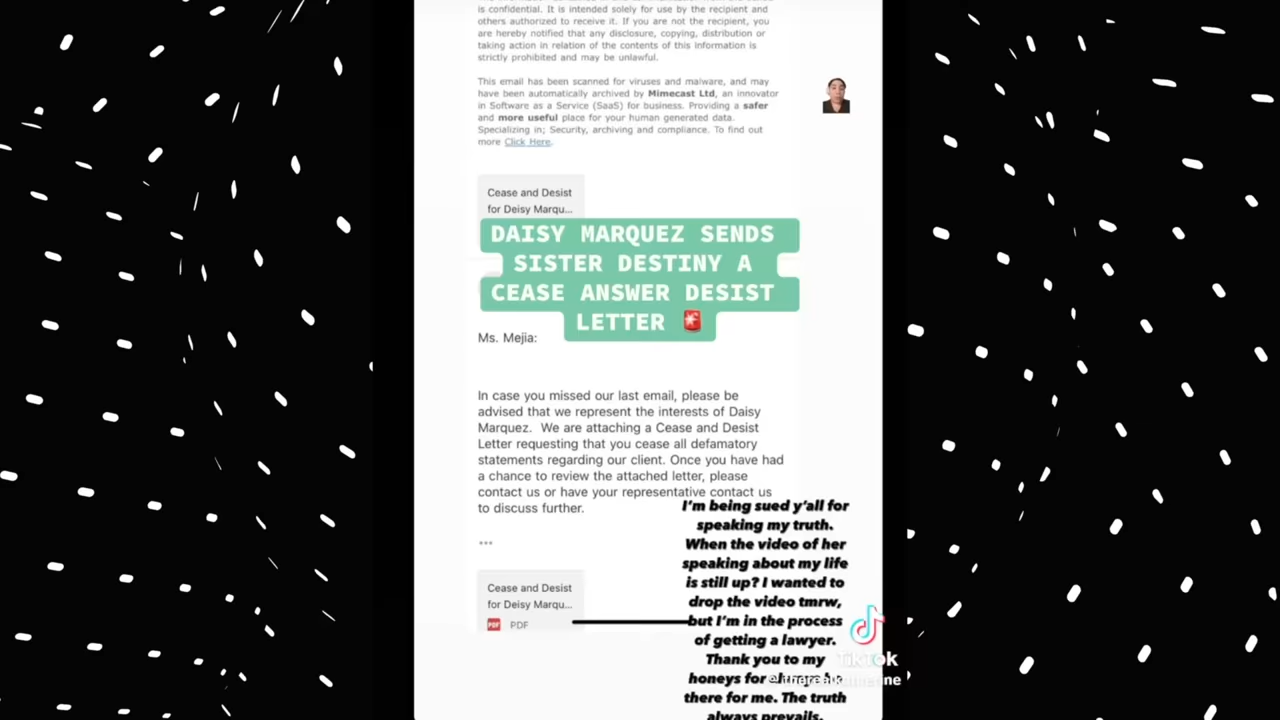 is confidential. It is intended solely for use by the recipient and
others authorized to receive it. If you are not the recipient, you
are hereby notified that any disclosure, copying, distribution or
taking action in relation of the contents of this information is
strictly prohibited and may be unlawful.
This email has been scanned for viruses and malware, and may
have been automatically archived by Mimecast Ltd, an innovator
in Software as a Service (SaaS) for business. Providing a safer
and more useful place for your human generated data.
Specializing in; Security, archiving and compliance. To find out
more Click Here.
Cease and Desist
for Deisy Marqu...
DAISY MARQUEZ SENDS
SISTER DESTINY A
CEASE ANSWER DESIST
LETTER 🚨
Ms. Mejia:
In case you missed our last email, please be
advised that we represent the interests of Daisy
Marquez. We are attaching a Cease and Desist
Letter requesting that you cease all defamatory
statements regarding our client. Once you have had
a chance to review the attached letter, please
contact us or have your representative contact us
to discuss further.
...
Cease and Desist
for Deisy Marqu...
PDF PDF
I'm being sued y'all for
speaking my truth.
When the video of her
speaking about my life
is still up? I wanted to
drop the video tmrw,
but I'm in the process
of getting a lawyer.
Thank you to my
honeys for
there for me. The truth
always prevails.
TikTok